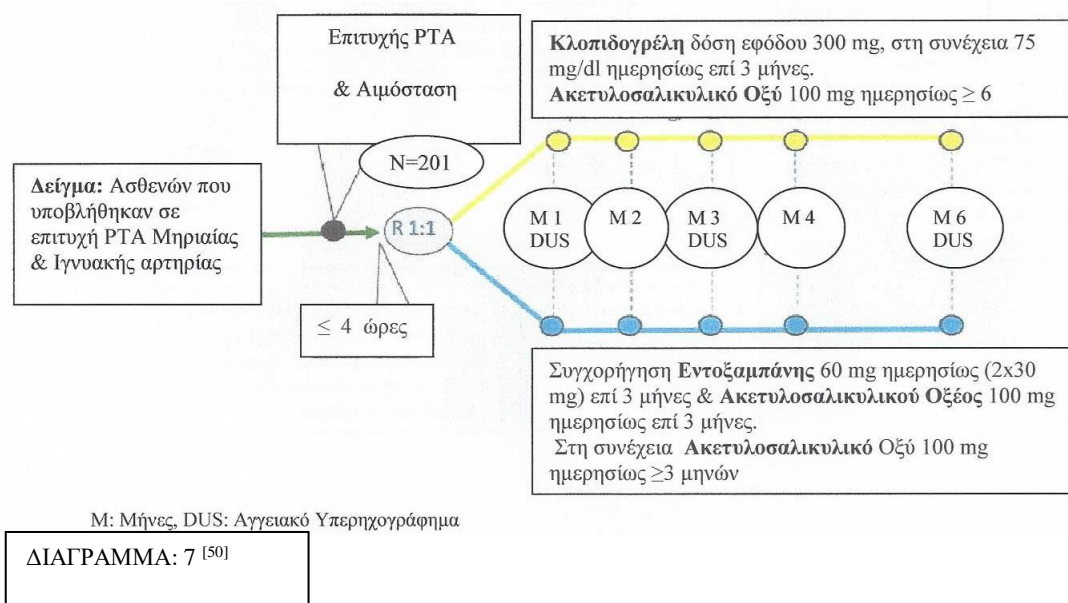 Επιτυχής PTA
& Αιμόσταση
N=201
Κλοπιδογρέλη δόση εφόδου 300 mg, στη συνέχεια 75
mg/dl ημερησίως επί 3 μήνες.
Ακετυλοσαλικυλικό Οξύ 100 mg ημερησίως ≥ 6
Δείγμα: Ασθενών που
υποβλήθηκαν σε
επιτυχή PTA Μηριαίας
& Ιγνυακής αρτηρίας
R 1:1
≤ 4 ώρες
M 1
DUS
M 2
M 3
DUS
M 4
M 6
DUS
Συγχορήγηση Εντοξαμπάνης 60 mg ημερησίως (2x30
mg) επί 3 μήνες & Ακετυλοσαλικυλικού Οξέος 100 mg
ημερησίως επί 3 μήνες.
Στη συνέχεια Ακετυλοσαλικυλικό Οξύ 100 mg
ημερησίως ≥3 μηνών
Μ: Μήνες, DUS: Αγγειακό Υπερηχογράφημα
ΔΙΑΓΡΑΜΜΑ: 7 [50]